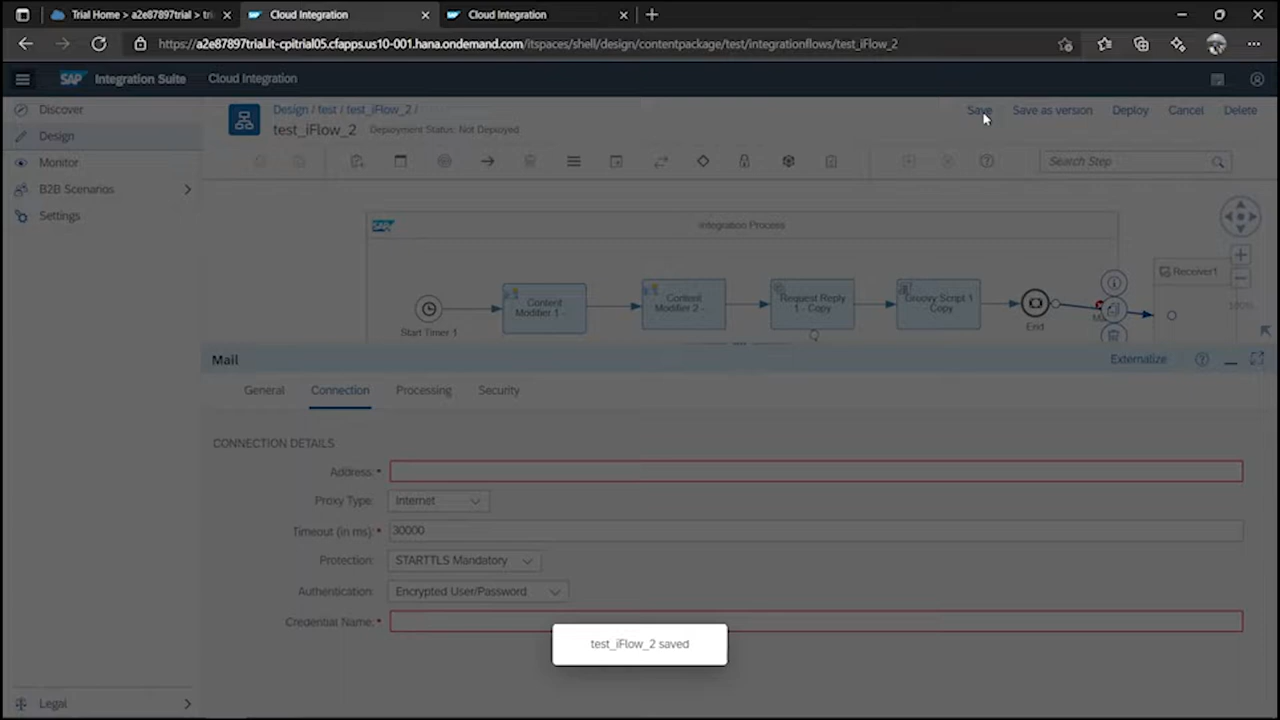 Trial Home > a2e87897trial > tri
Cloud Integration
Cloud Integration
https://a2e87897trial.it-cpitrial05.cfapps.us10-001.hana.ondemand.com/itspaces/shell/design/contentpackage/test/integrationflows/test_iFlow_2
SAP Integration Suite Cloud Integration
Discover
Design
Monitor
B2B Scenarios
Settings
Legal
Design / test / test_iFlow_2 /
test_iFlow_2 Deployment Status: Not Deployed
Save Save as version Deploy Cancel Delete
Search Step
SAP
Integration Process
Content
Modifier 1 -
Content
Modifier 2 -
Request Reply
1 - Copy
Groovy Script 1
- Copy
Start Timer 1
End
Receiver1
100%
Mail
Externalize
General Connection Processing Security
CONNECTION DETAILS
Address: *
Proxy Type: Internet
Timeout (in ms): * 30000
Protection: STARTTLS Mandatory
Authentication: Encrypted User/Password
Credential Name: *
test_iFlow_2 saved